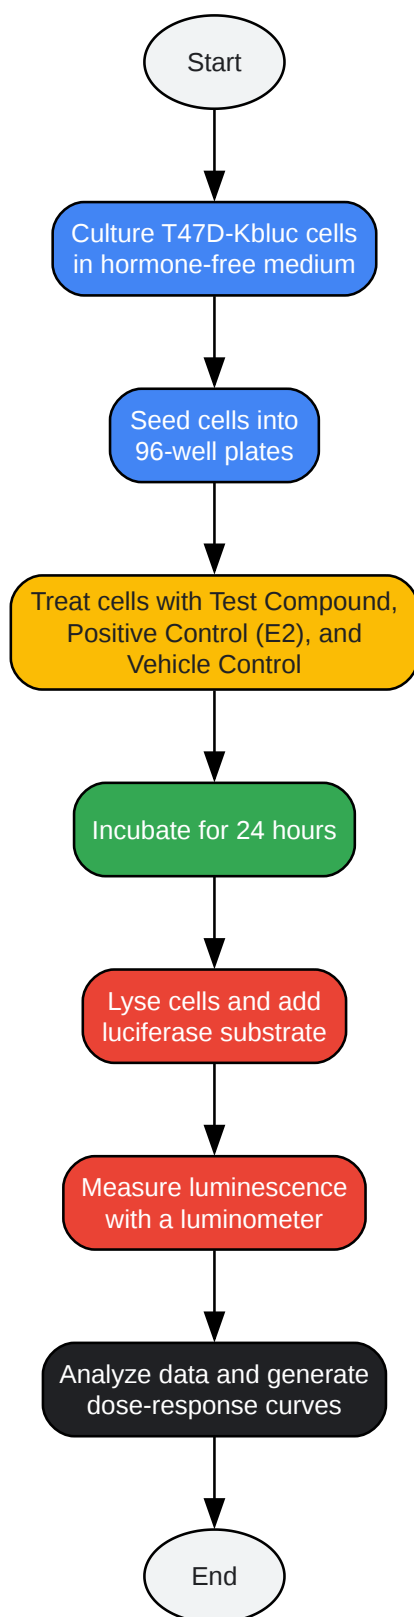 Start
Culture T47D-Kbluc cells
in hormone-free medium
Seed cells into
96-well plates
Treat cells with Test Compound,
Positive Control (E2), and
Vehicle Control
Incubate for 24 hours
Lyse cells and add
luciferase substrate
Measure luminescence
with a luminometer
Analyze data and generate
dose-response curves
End